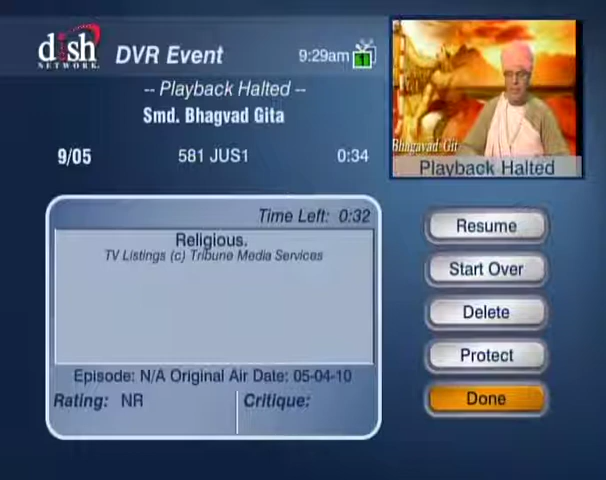 dish
NETWORK.
DVR Event
9:29am
1
-- Playback Halted --
Smd. Bhagvad Gita
9/05
581 JUS1
0:34
Bhagavad Git
Playback Halted
Time Left: 0:32
Religious.
TV Listings (c) Tribune Media Services
Episode: N/A Original Air Date: 05-04-10
Rating: NR
Critique:
Resume
Start Over
Delete
Protect
Done